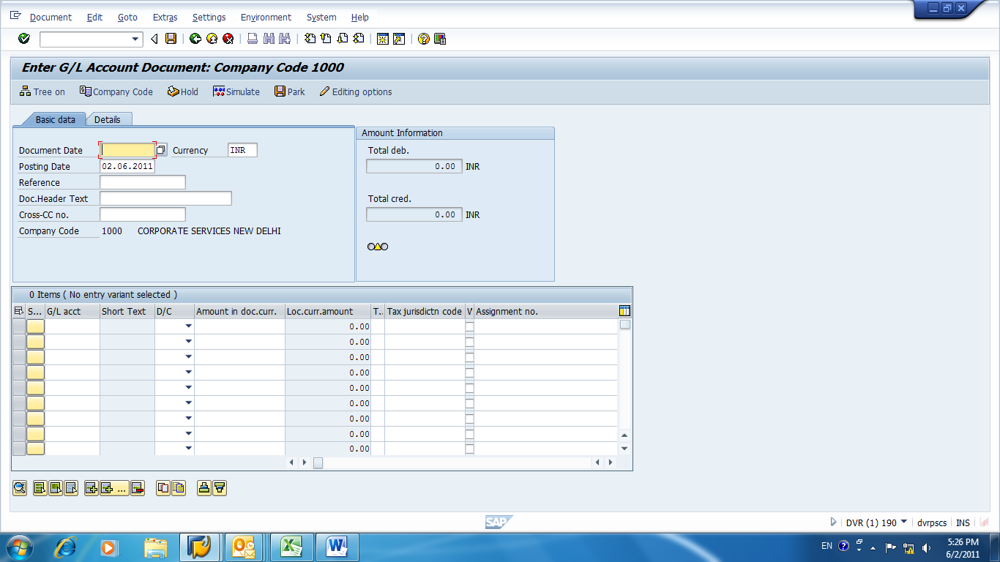 Document Edit Goto Extras Settings Environment System Help
Enter G/L Account Document: Company Code 1000
Tree on Company Code Hold Simulate Park Editing options
Basic data Details
Amount Information
Document Date Currency INR
Total deb.
Posting Date 02.06.2011
0.00 INR
Reference
Doc.Header Text
Total cred.
Cross-CC no.
0.00 INR
Company Code 1000 CORPORATE SERVICES NEW DELHI
0 Items ( No entry variant selected )
S... G/L acct Short Text D/C Amount in doc.curr. Loc.curr.amount T.. Tax jurisdictn code V Assignment no.
0.00
0.00
0.00
0.00
0.00
0.00
0.00
0.00
0.00
...
SAP
DVR (1) 190 dvrpscs INS
EN 5:26 PM
6/2/2011